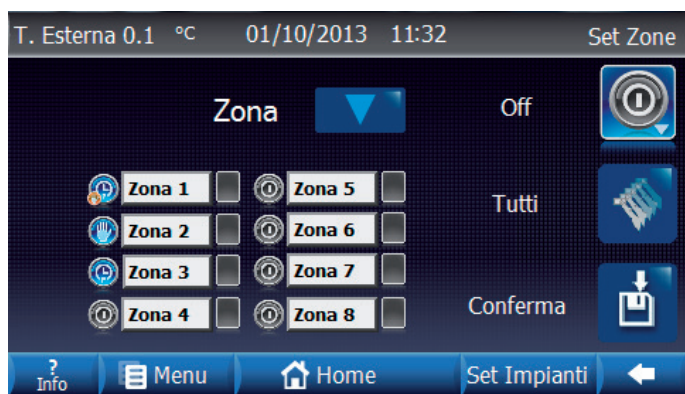 T. Esterna 0.1 °C 01/10/2013 11:32 Set Zone
Zona Off
Zona 1 Zona 5
Tutti
Zona 2 Zona 6
Zona 3 Zona 7
Zona 4 Zona 8
Conferma
? Info Menu Home Set Impianti